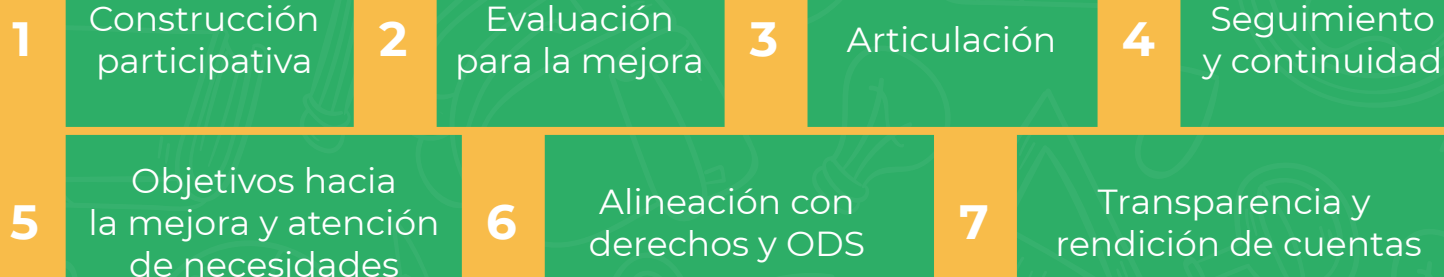 1
Construcción
participativa
2
Evaluación
para la mejora
3
Articulación
4
Seguimiento
y continuidad
5
Objetivos hacia
la mejora y atención
de necesidades
6
Alineación con
derechos y ODS
7
Transparencia y
rendición de cuentas